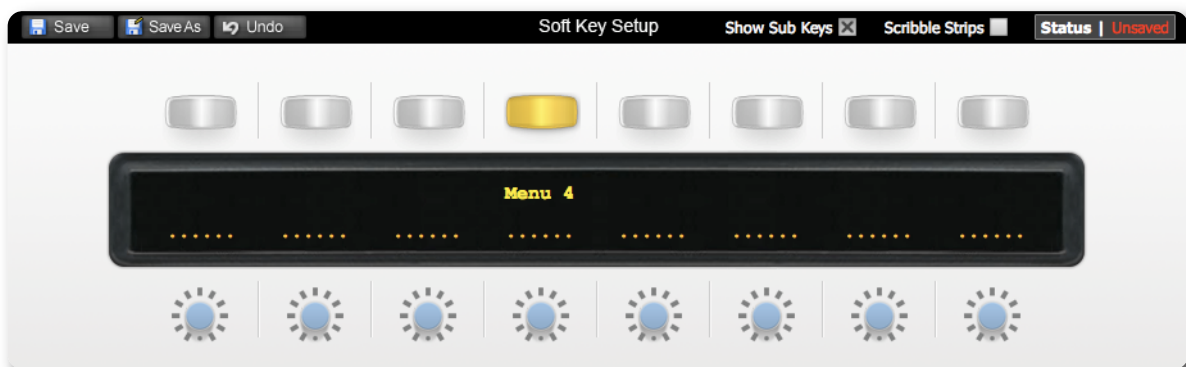 Save Save As Undo Soft Key Setup Show Sub Keys Scribble Strips Status | Unsaved
Menu 4
...... ...... ...... ...... ...... ...... ...... ......